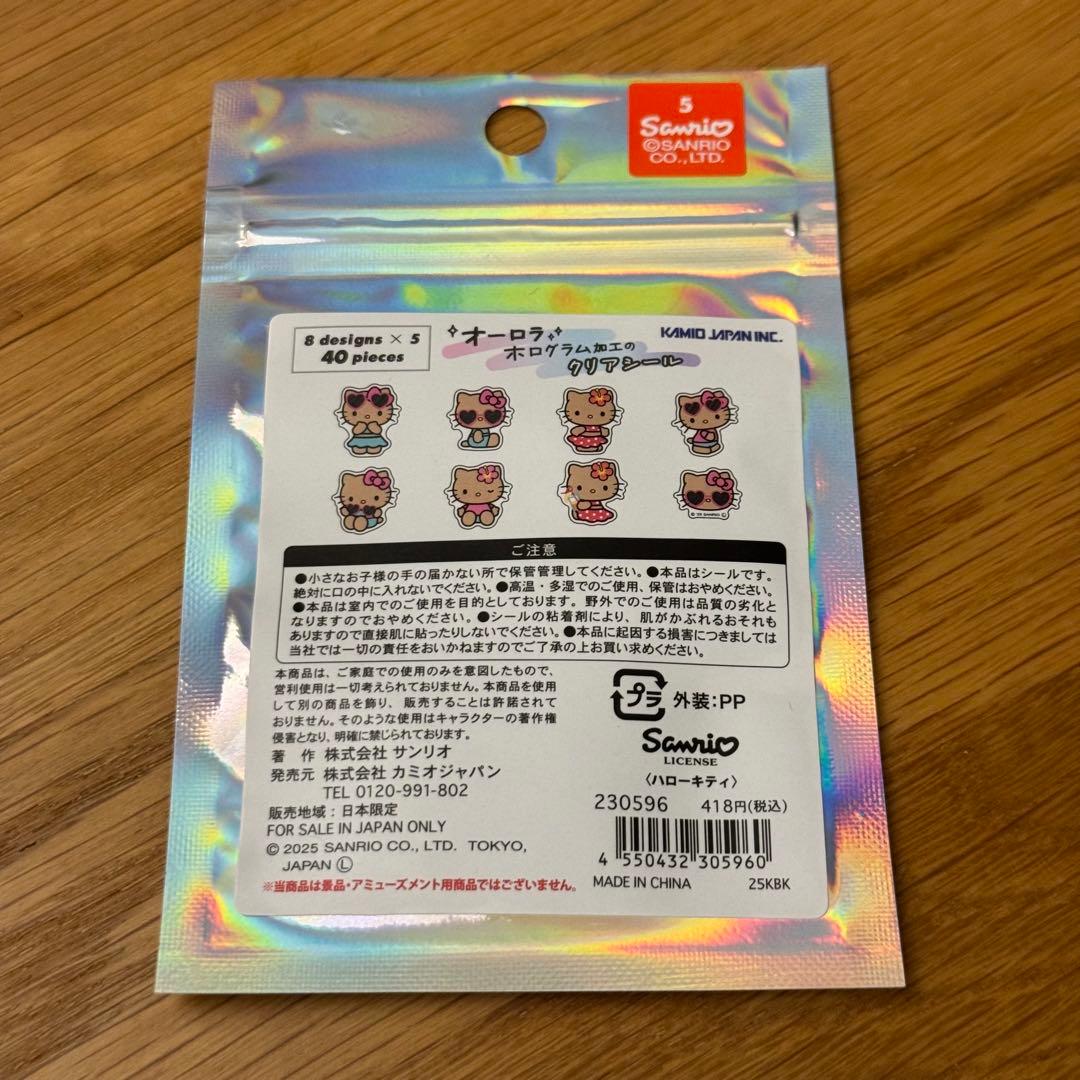 5
Sanrio
©SANRIO
CO.,LTD.
8 designs × 5
40 pieces
オーロラ
ホログラム加工の
クリアシール
KAMIO JAPAN INC.
© '25 SANRIO Ⓛ
ご注意
●小さなお子様の手の届かない所で保管管理してください。●本品はシールです。
絶対に口の中に入れないでください。●高温・多湿でのご使用、保管はおやめください。
●本品は室内でのご使用を目的としております。野外でのご使用は品質の劣化と
なりますのでおやめください。●シールの粘着剤により、肌がかぶれるおそれも
ありますので直接肌に貼ったりしないでください。●本品に起因する損害につきましては
当社では一切の責任をおいかねますのでご了承の上お買い求めください。
本商品は、ご家庭での使用のみを意図したもので、
営利使用は一切考えられておりません。本商品を使用
して別の商品を飾り、販売することは許諾されて
おりません。そのような使用はキャラクターの著作権
侵害となり、明確に禁じられております。
著 作 株式会社 サンリオ
発売元 株式会社 カミオジャパン
TEL 0120-991-802
販売地域：日本限定
FOR SALE IN JAPAN ONLY
© 2025 SANRIO CO., LTD. TOKYO,
JAPAN Ⓛ
※当商品は景品・アミューズメント用商品ではございません。
プラ 外装：PP
Sanrio
LICENSE
〈ハローキティ〉
230596 418円(税込)
4 550432 305960
MADE IN CHINA 25KBK